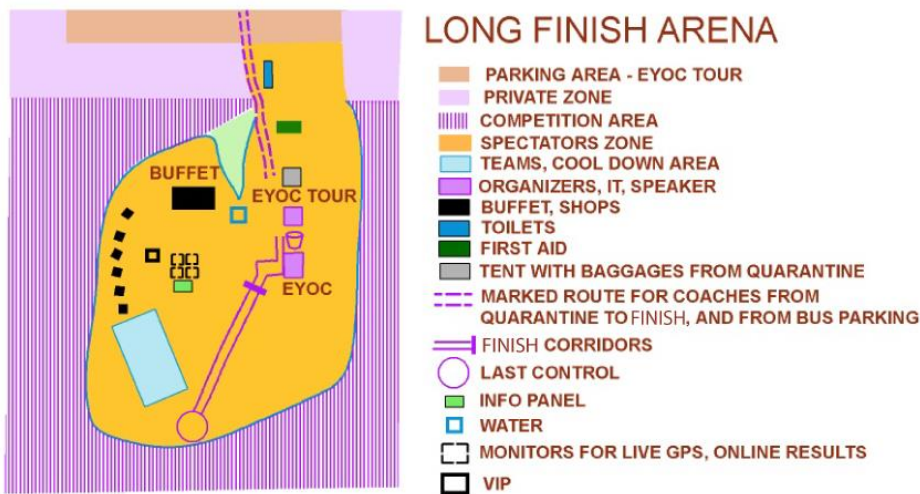 LONG FINISH ARENA
BUFFET
EYOC TOUR
EYOC
PARKING AREA - EYOC TOUR
PRIVATE ZONE
COMPETITION AREA
SPECTATORS ZONE
TEAMS, COOL DOWN AREA
ORGANIZERS, IT, SPEAKER
BUFFET, SHOPS
TOILETS
FIRST AID
TENT WITH BAGGAGES FROM QUARANTINE
MARKED ROUTE FOR COACHES FROM
QUARANTINE TO FINISH, AND FROM BUS PARKING
FINISH CORRIDORS
LAST CONTROL
INFO PANEL
WATER
MONITORS FOR LIVE GPS, ONLINE RESULTS
VIP